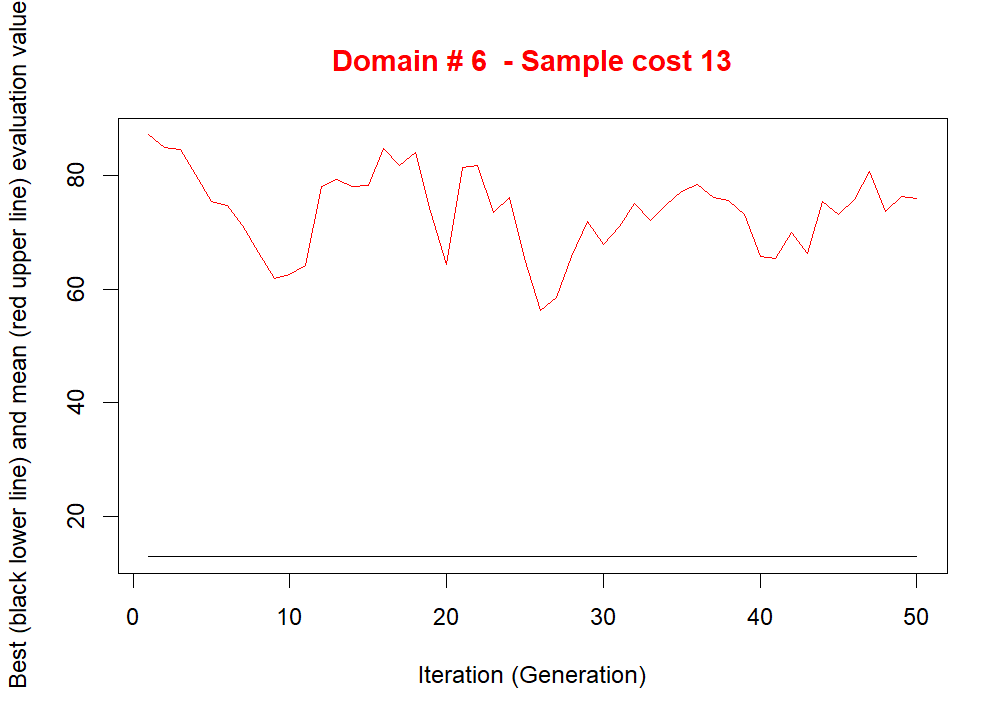 Domain # 6  - Sample cost 13
Best (black lower line) and mean (red upper line) evaluation value
80
60
40
20
0 10 20 30 40 50
Iteration (Generation)